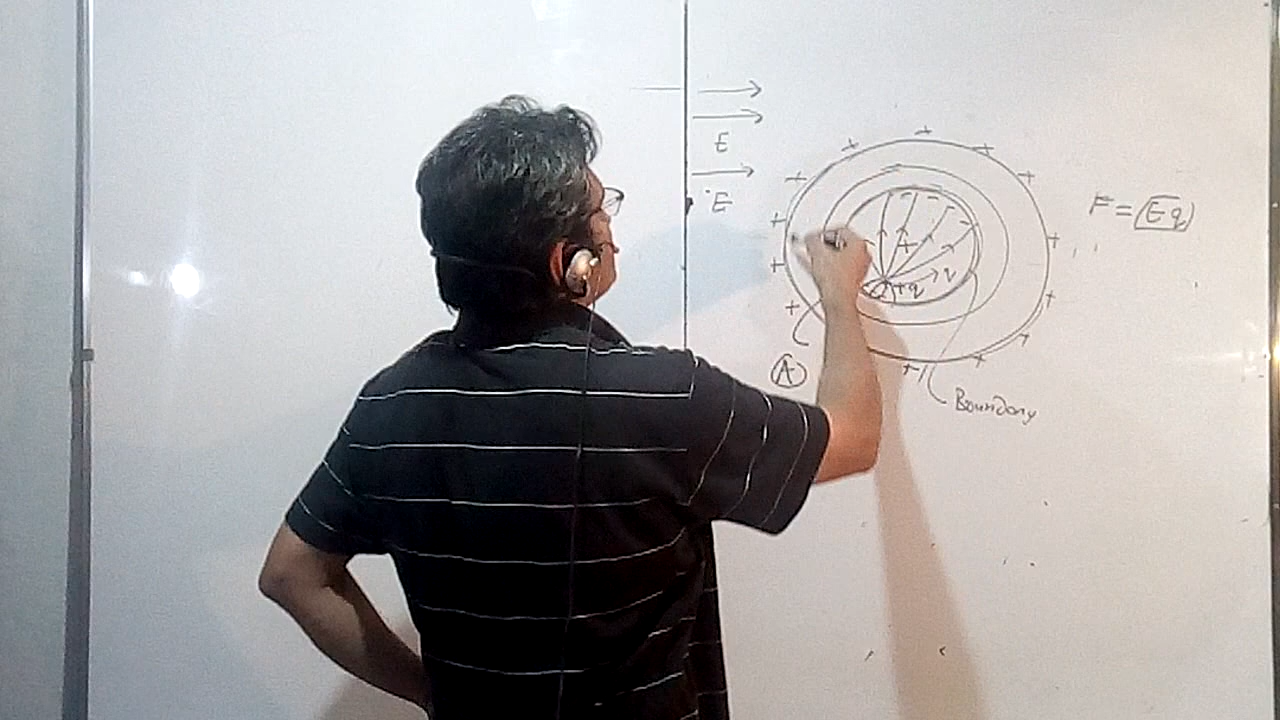 E
E
F = Eq
+q
q
A
Boundary